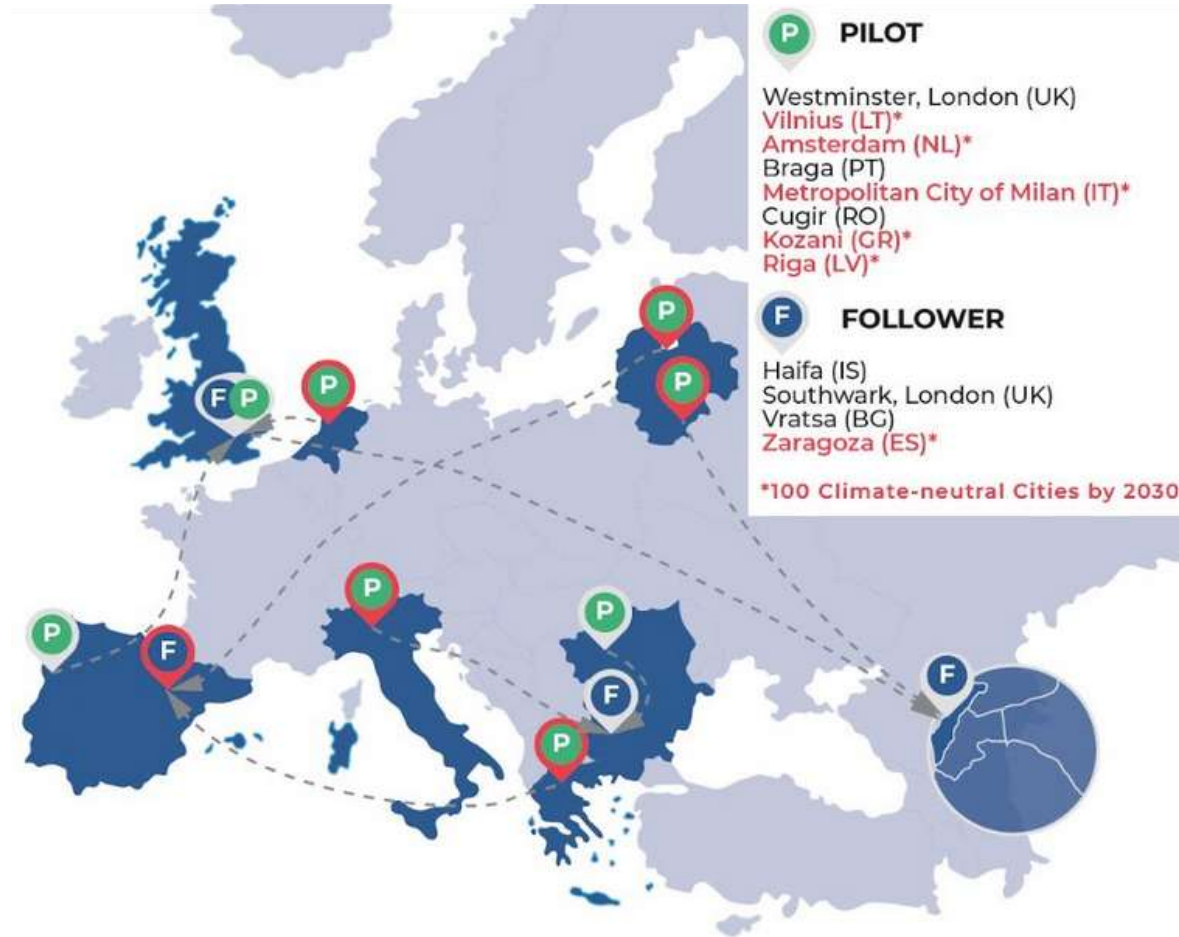 P PILOT
Westminster, London (UK)
Vilnius (LT)*
Amsterdam (NL)*
Braga (PT)
Metropolitan City of Milan (IT)*
Cugir (RO)
Kozani (GR)*
Riga (LV)*
F FOLLOWER
Haifa (IS)
Southwark, London (UK)
Vratsa (BG)
Zaragoza (ES)*
*100 Climate-neutral Cities by 2030
P
P
F P
P
P
P
P
F
F
F
P